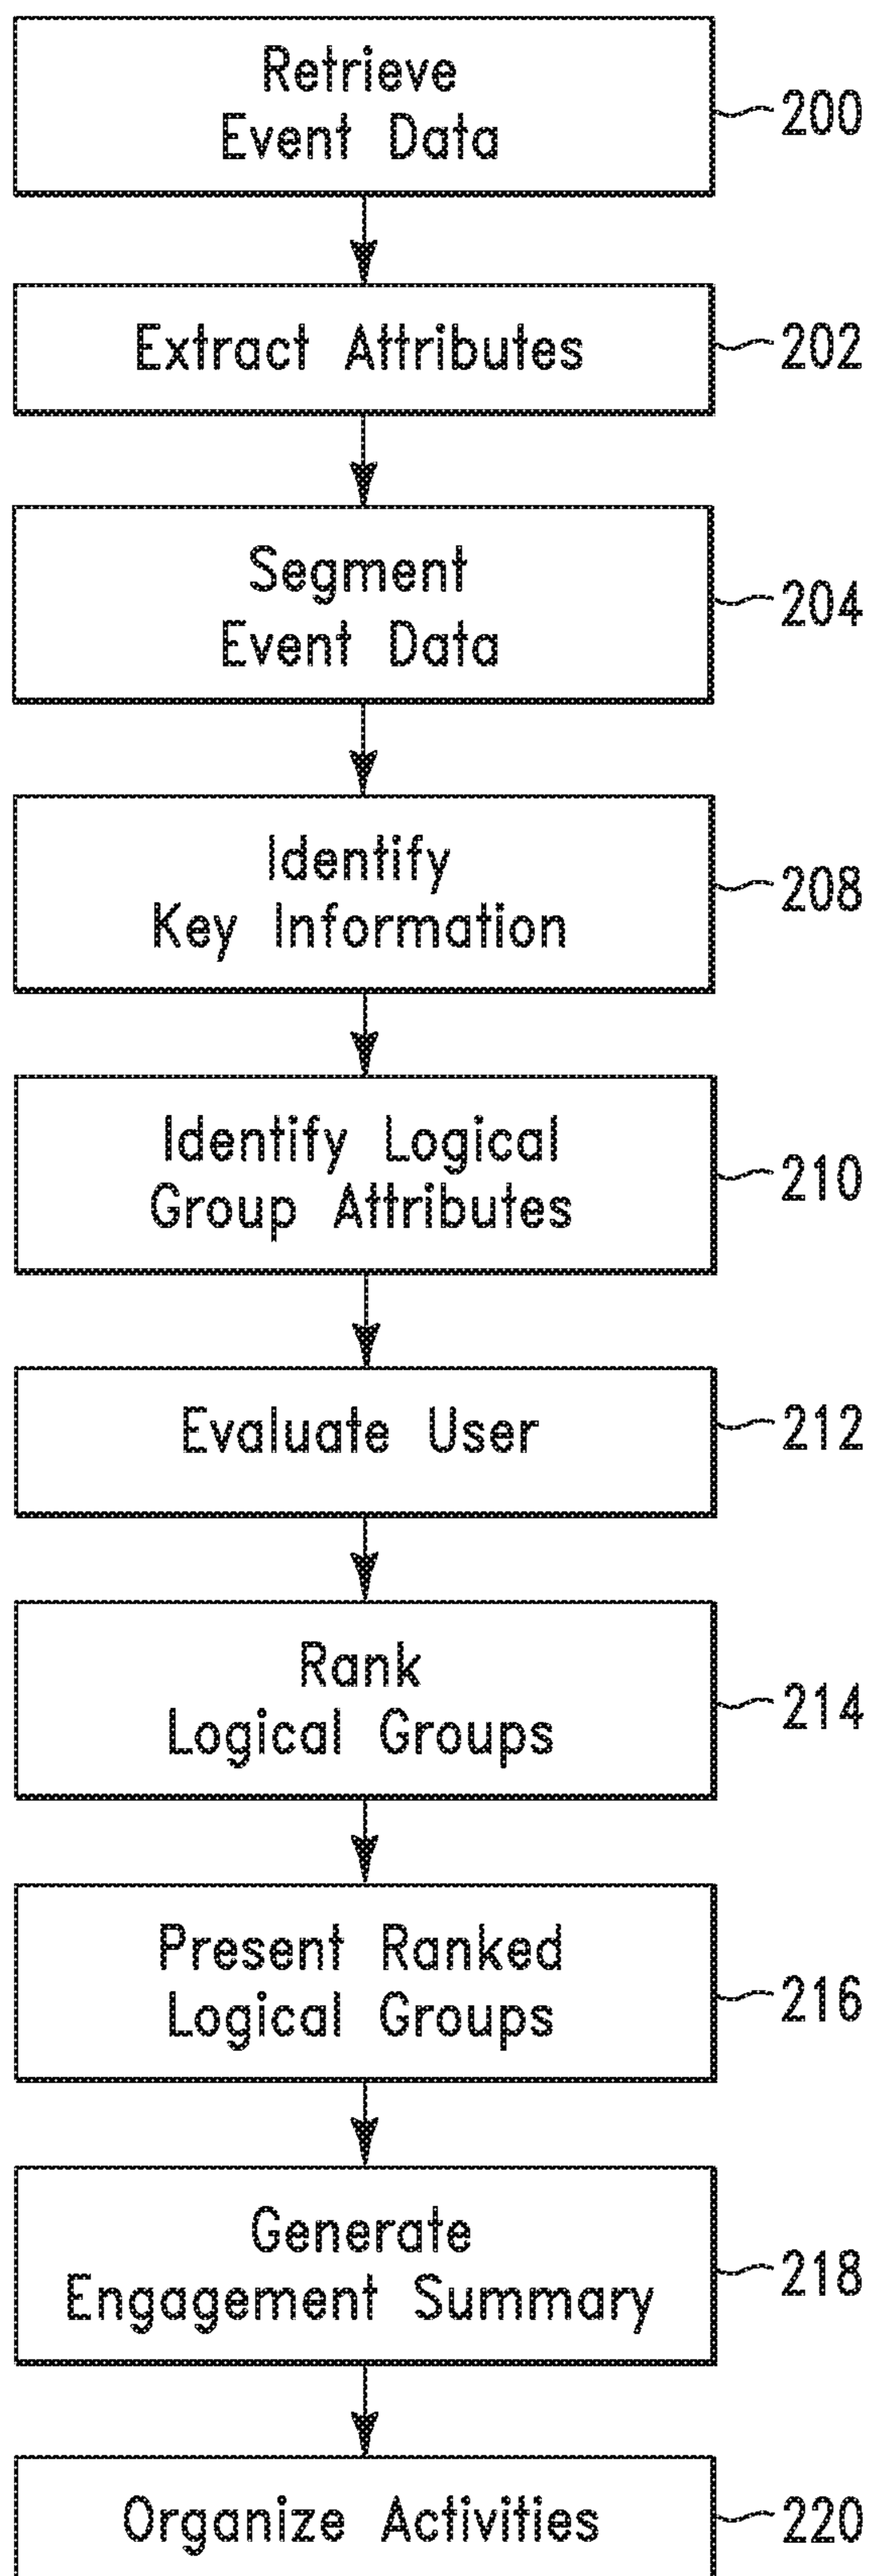 Retrieve
Event Data
200
Extract Attributes
202
Segment
Event Data
204
Identify
Key Information
208
Identify Logical
Group Attributes
210
Evaluate User
212
Rank
Logical Groups
214
Present Ranked
Logical Groups
216
Generate
Engagement Summary
218
Organize Activities
220